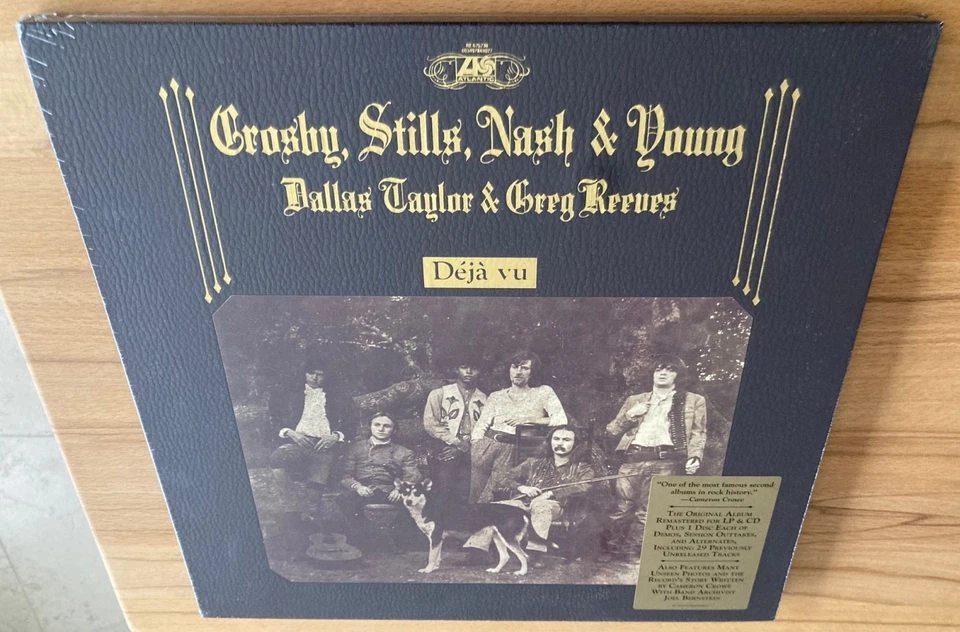 ATLANTIC
Crosby, Stills, Nash & Young
Dallas Taylor & Greg Reeves
Déjà vu
"One of the most famous second
albums in rock history."
—Cameron Crowe
The Original Album
Remastered for LP & CD
Plus 1 Disc Each of
Demos, Session Outtakes,
and Alternates,
Including 29 Previously
Unreleased Tracks
Also Features Many
Unseen Photos and the
Record's Story Written
by Cameron Crowe
With Band Archivist
Joel Bernstein